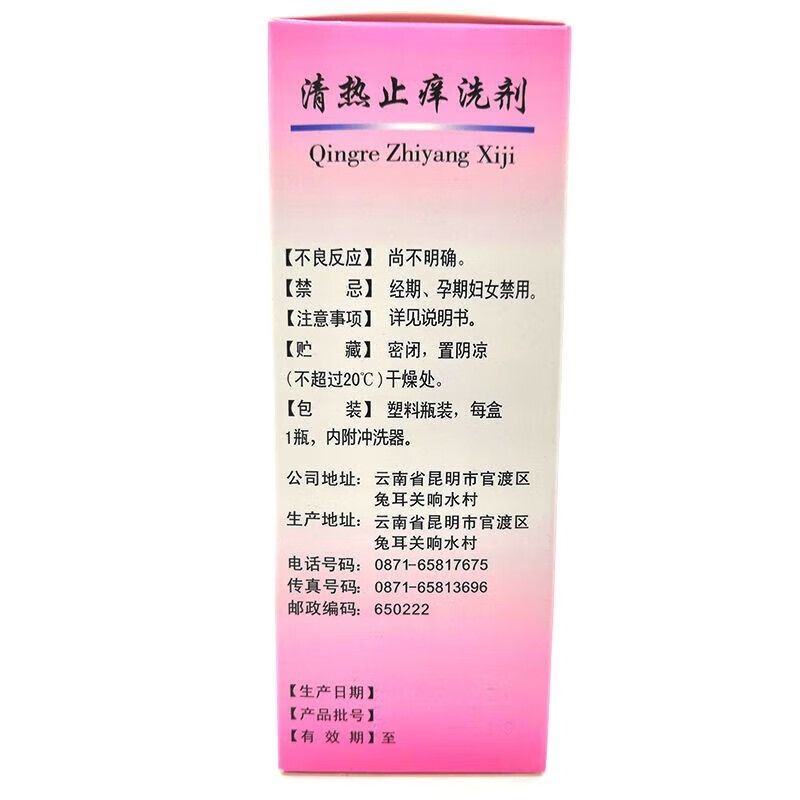 清热止痒洗剂
Qingre Zhiyang Xiji
【不良反应】尚不明确。
【禁 忌】经期、孕期妇女禁用。
【注意事项】详见说明书。
【贮 藏】密闭，置阴凉
(不超过20℃)干燥处。
【包 装】塑料瓶装，每盒
1瓶，内附冲洗器。
公司地址：云南省昆明市官渡区
兔耳关响水村
生产地址：云南省昆明市官渡区
兔耳关响水村
电话号码：0871-65817675
传真号码：0871-65813696
邮政编码：650222
【生产日期】
【产品批号】
【有 效 期】至